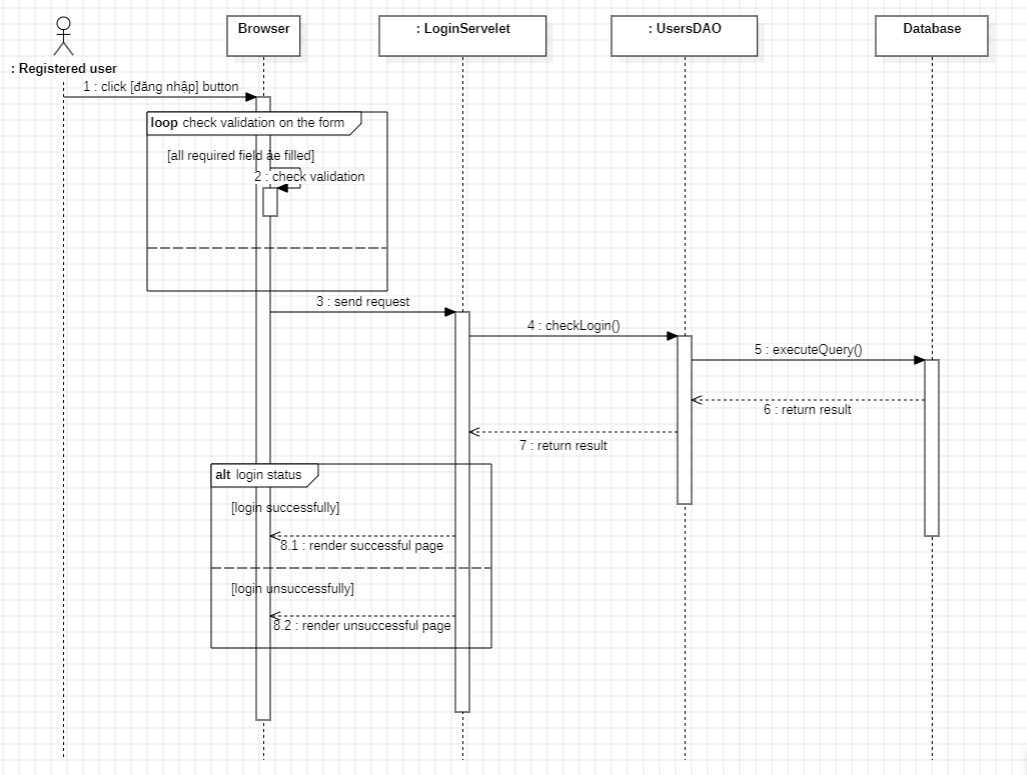 Browser
: LoginServelet
: UsersDAO
Database
: Registered user
1 : click [đăng nhập] button
loop check validation on the form
[all required field àe filled]
2 : check validation
3 : send request
4 : checkLogin()
5 : executeQuery()
6 : return result
7 : return result
alt login status
[login successfully]
8.1 : render successful page
[login unsuccessfully]
8.2 : render unsuccessful page